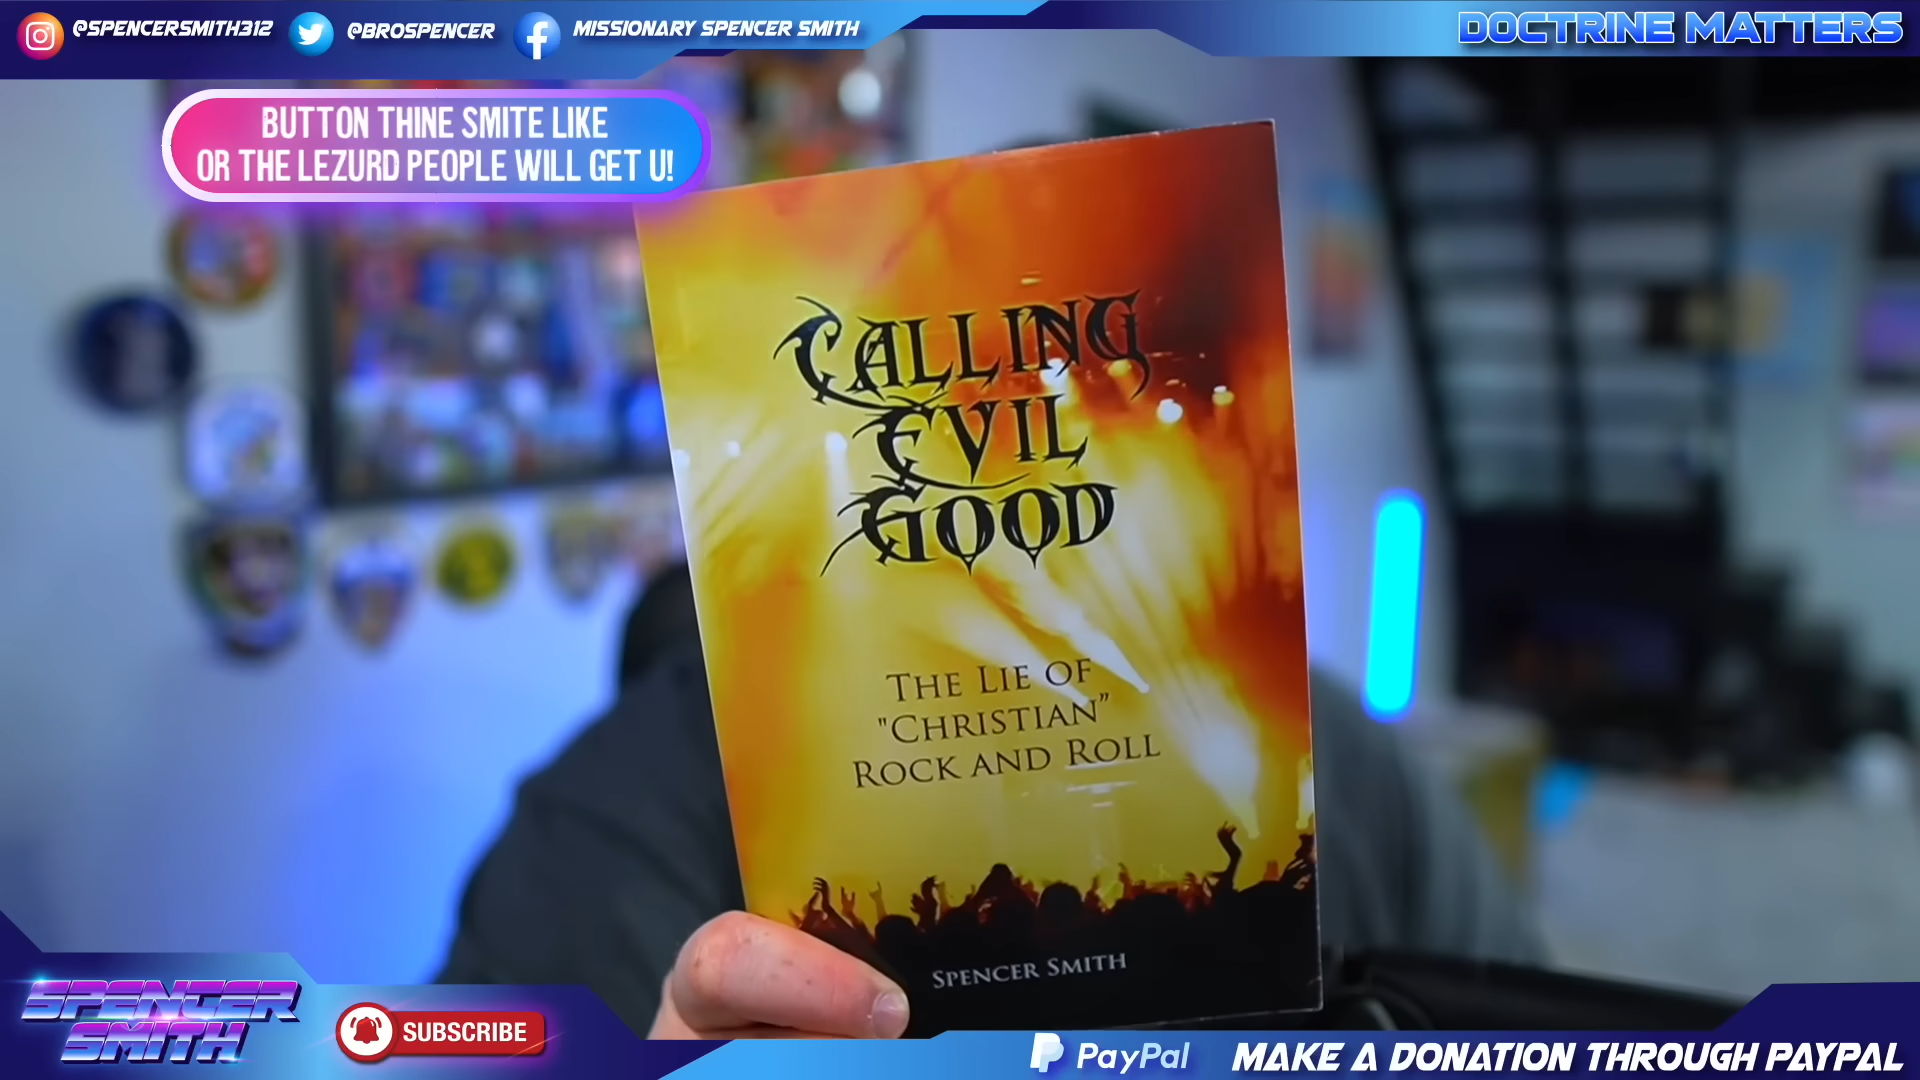 @SPENCERSMITH312
@BROSPENCER
MISSIONARY SPENCER SMITH
DOCTRINE MATTERS
BUTTON THINE SMITE LIKE
OR THE LEZURD PEOPLE WILL GET U!
CALLING
EVIL
GOOD
THE LIE OF
"CHRISTIAN”
ROCK AND ROLL
SPENCER SMITH
SPENCER
SMITH
SUBSCRIBE
PayPal
MAKE A DONATION THROUGH PAYPAL